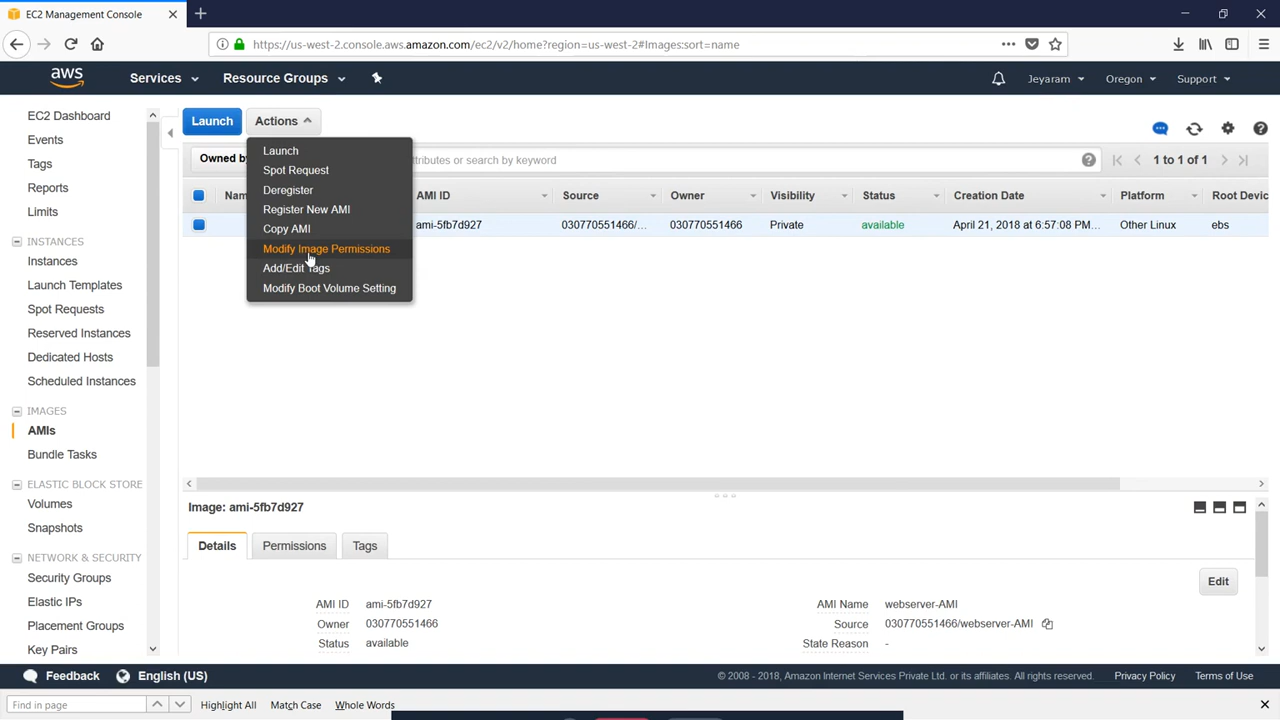 EC2 Management Console
https://us-west-2.console.aws.amazon.com/ec2/v2/home?region=us-west-2#Images:sort=name
aws
Services
Resource Groups
Jeyaram
Oregon
Support
EC2 Dashboard
Events
Tags
Reports
Limits
INSTANCES
Instances
Launch Templates
Spot Requests
Reserved Instances
Dedicated Hosts
Scheduled Instances
IMAGES
AMIs
Bundle Tasks
ELASTIC BLOCK STORE
Volumes
Snapshots
NETWORK & SECURITY
Security Groups
Elastic IPs
Placement Groups
Key Pairs
Launch
Actions
Launch
Spot Request
Deregister
Register New AMI
Copy AMI
Modify Image Permissions
Add/Edit Tags
Modify Boot Volume Setting
Owned by
ttributes or search by keyword
1 to 1 of 1
Name
AMI ID
Source
Owner
Visibility
Status
Creation Date
Platform
Root Devic
ami-5fb7d927
030770551466/...
030770551466
Private
available
April 21, 2018 at 6:57:08 PM...
Other Linux
ebs
Image: ami-5fb7d927
Details
Permissions
Tags
Edit
AMI ID ami-5fb7d927
AMI Name webserver-AMI
Owner 030770551466
Source 030770551466/webserver-AMI
Status available
State Reason -
Feedback
English (US)
© 2008 - 2018, Amazon Internet Services Private Ltd. or its affiliates. All rights reserved.
Privacy Policy
Terms of Use
Find in page
Highlight All
Match Case
Whole Words